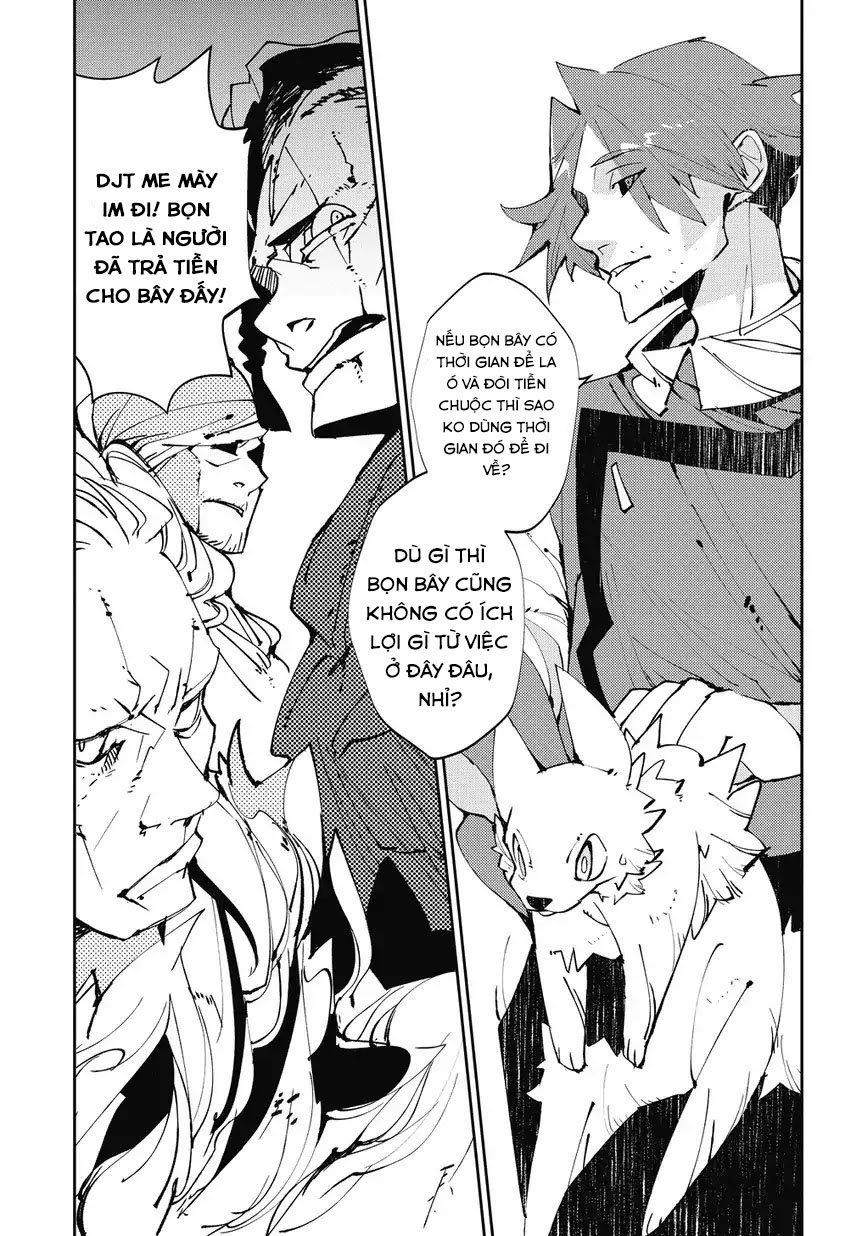 NẾU BỌN BÂY CÓ
THỜI GIAN ĐỂ LA
Ó VÀ ĐÒI TIỀN
CHUỘC THÌ SAO
KO DÙNG THỜI
GIAN ĐÓ ĐỂ ĐI
VỀ?
DÙ GÌ THÌ
BỌN BÂY CŨNG
KHÔNG CÓ ÍCH
LỢI GÌ TỪ VIỆC
Ở ĐÂY ĐÂU,
NHỈ?
DJT ME MÀY
IM ĐI! BỌN
TAO LÀ NGƯỜI
ĐÃ TRẢ TIỀN
CHO BÂY ĐẤY!